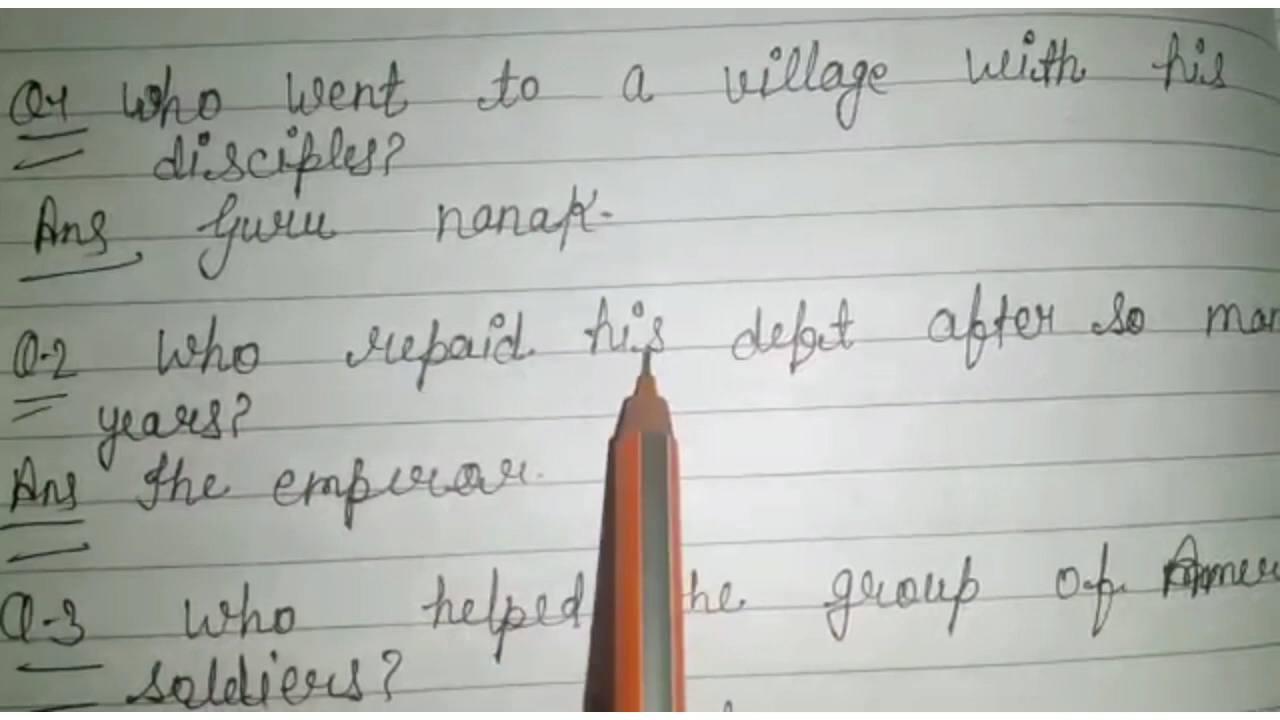 Q1 who went to a village with his
disciples?
Ans Guru nanak.
Q.2 Who repaid his debt after so
years?
Ans The emperor.
Q.3 Who helped the group of
soldiers?